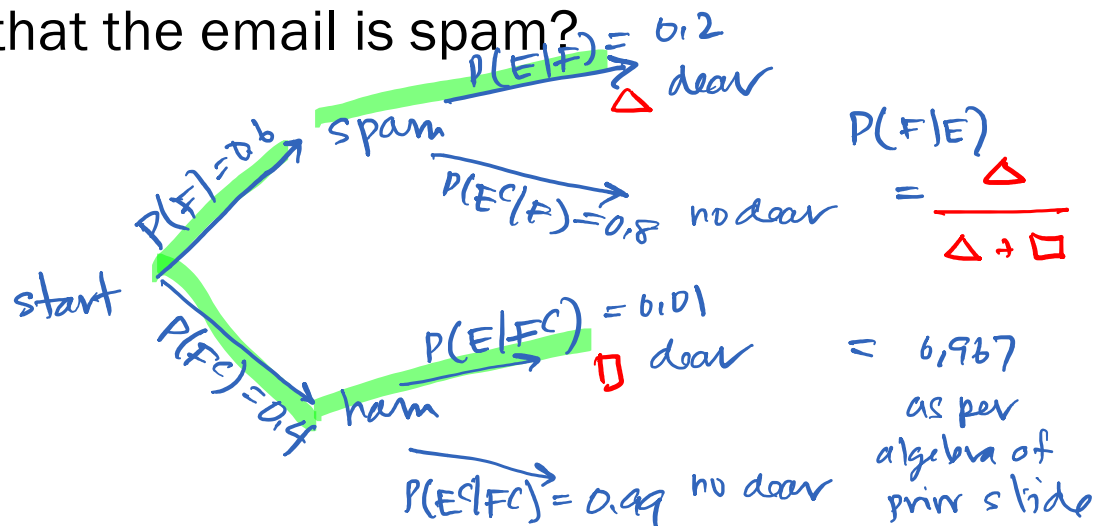 that the email is spam?
P(E|F) = 0.2
dear
spam
P(F)=0.6
P(F|E)
P(E^C|F)=0.8 no dear
= Δ
Δ + □
start
P(F^C)=0.4
P(E|F^C) = 0.01
dear
ham
= 0.967
as per
algebra of
prior slide
P(E^C|F^C) = 0.99 no dear